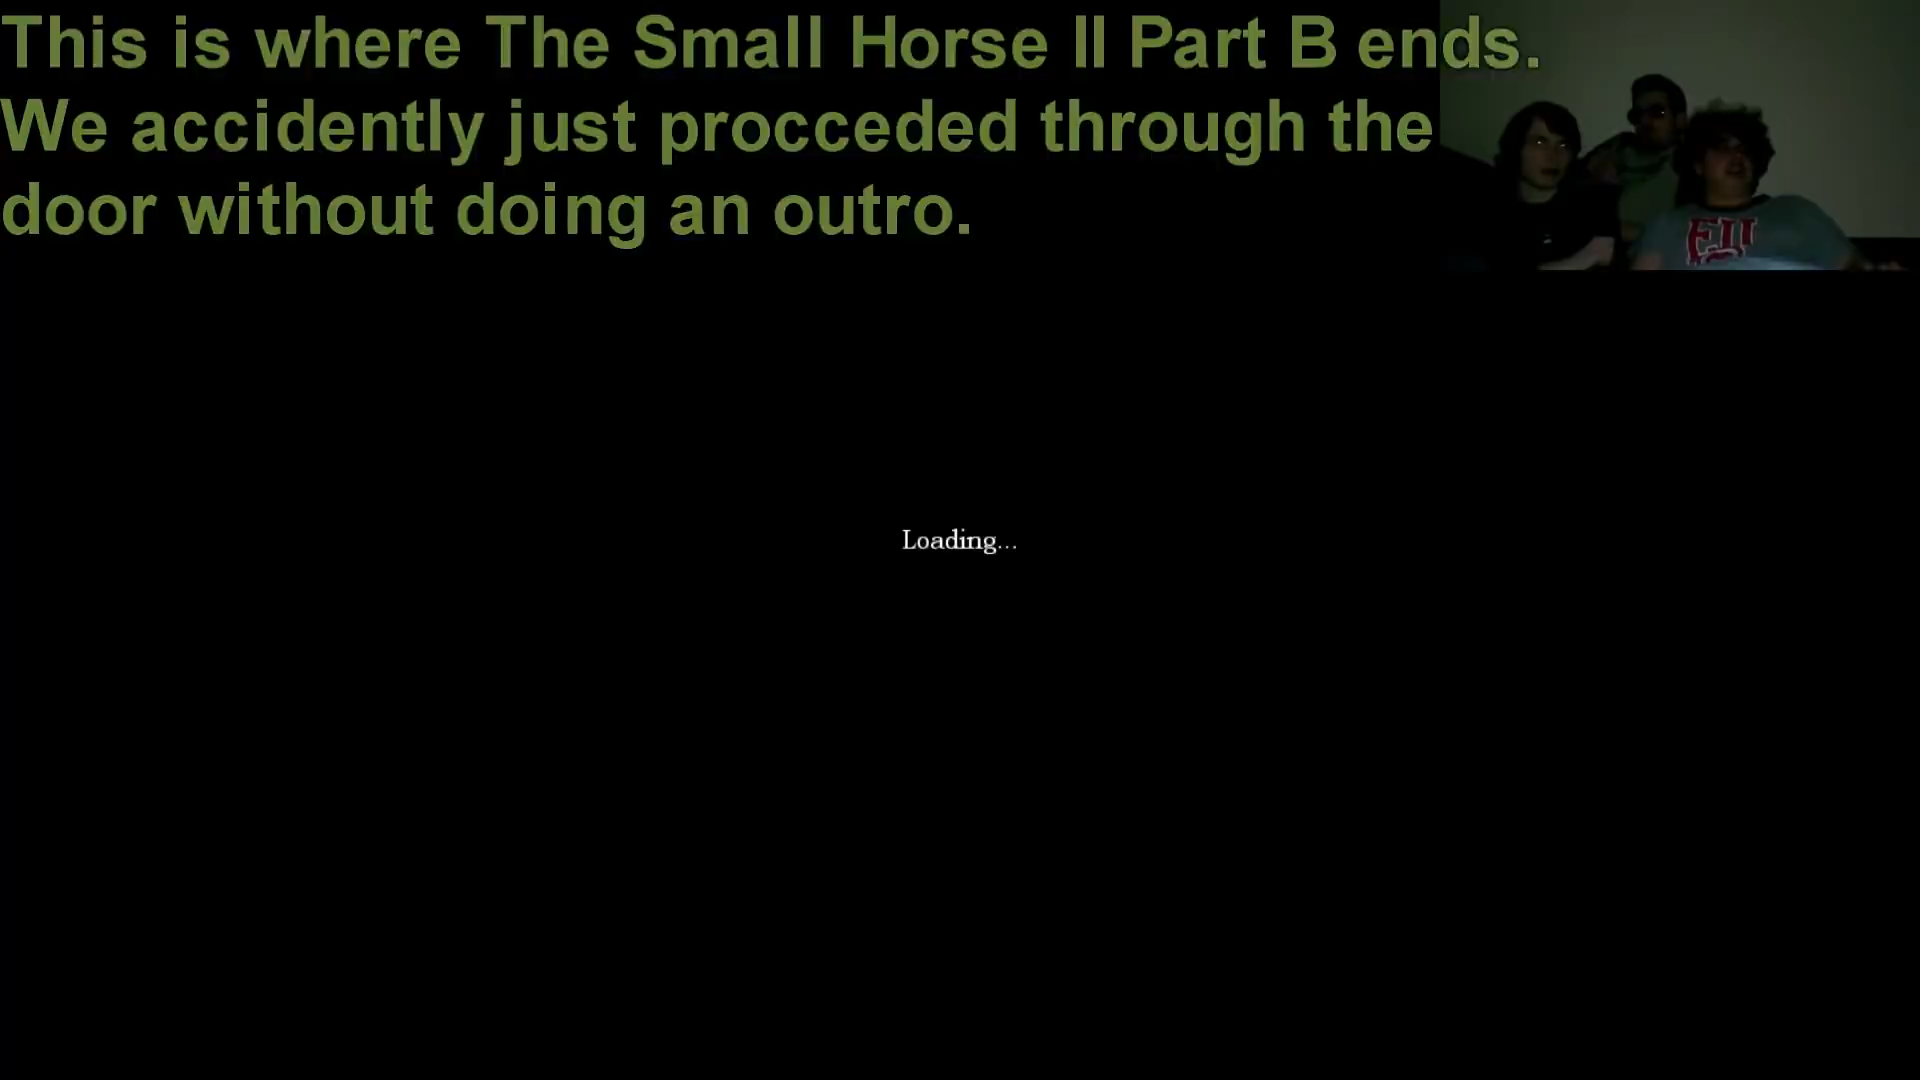 This is where The Small Horse II Part B ends.
We accidently just procceded through the
door without doing an outro.
EU
Loading...